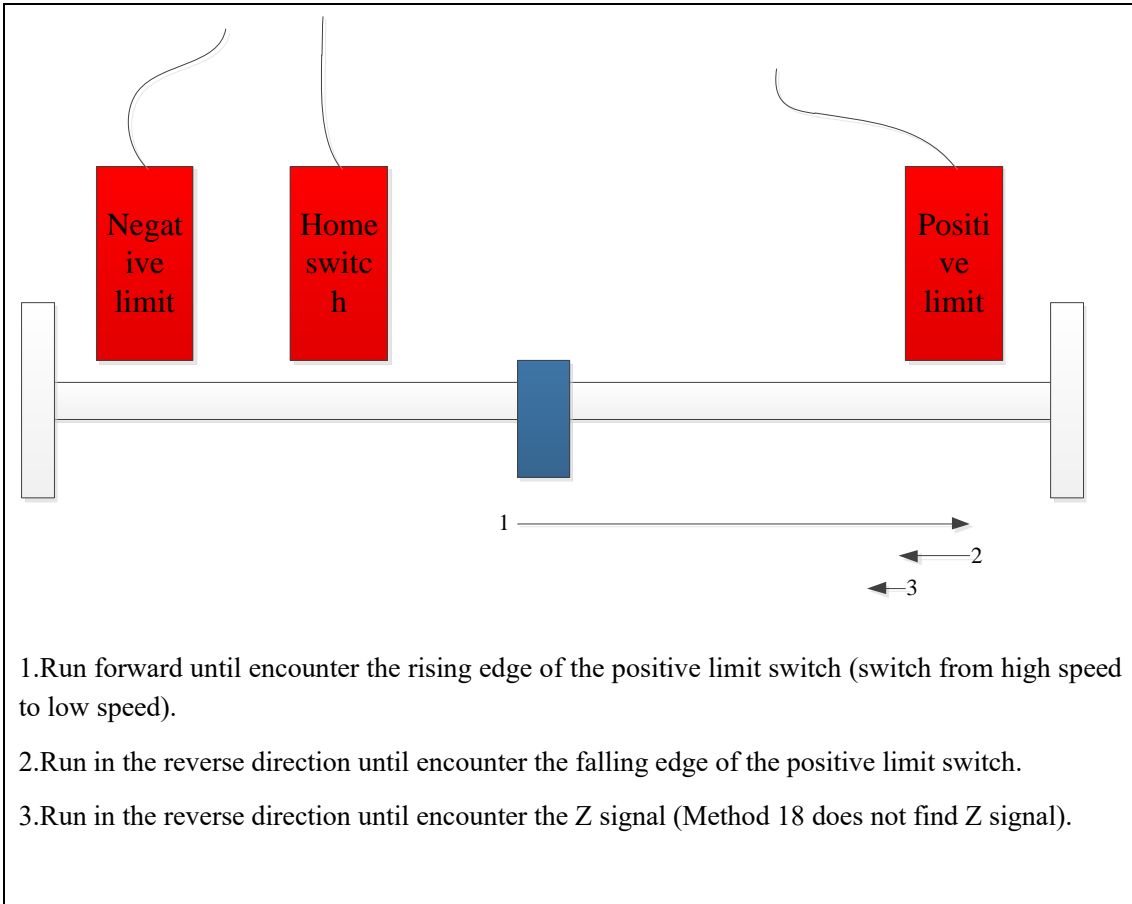 Negat
ive
limit
Home
switc
h
Positi
ve
limit
1
2
3
1.Run forward until encounter the rising edge of the positive limit switch (switch from high speed
to low speed).
2.Run in the reverse direction until encounter the falling edge of the positive limit switch.
3.Run in the reverse direction until encounter the Z signal (Method 18 does not find Z signal).